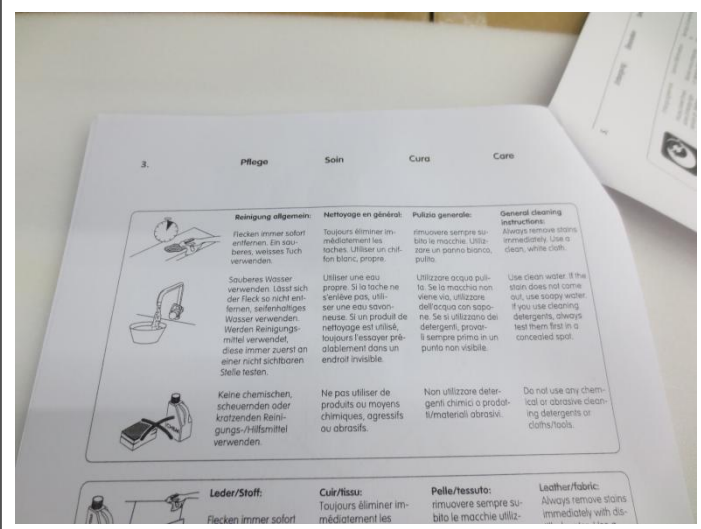 3. Pflege Soin Cura Care
Reinigung allgemein:
Flecken immer sofort
entfernen. Ein sau-
beres, weisses Tuch
verwenden.
Nettoyage en général:
Toujours éliminer im-
médiatement les
taches. Utiliser un chif-
fon blanc, propre.
Pulizia generale:
rimuovere sempre su-
bito le macchie. Utiliz-
zare un panno bianco,
pulito.
General cleaning
instructions:
Always remove stains
immediately. Use a
clean, white cloth.
Sauberes Wasser
verwenden. Lässt sich
der Fleck so nicht ent-
fernen, seifenhaltiges
Wasser verwenden.
Werden Reinigungs-
mittel verwendet,
diese immer zuerst an
einer nicht sichtbaren
Stelle testen.
Utiliser une eau
propre. Si la tache ne
s'enlève pas, utili-
ser une eau savon-
neuse. Si un produit de
nettoyage est utilisé,
toujours l'essayer pré-
alablement dans un
endroit invisible.
Utilizzare acqua puli-
ta. Se la macchia non
viene via, utilizzare
dell'acqua con sapo-
ne. Se si utilizzano dei
detergenti, provar-
li sempre prima in un
punto non visibile.
Use clean water. If the
stain does not come
out, use soapy water.
If you use cleaning
detergents, always
test them first in a
concealed spot.
Keine chemischen,
scheuernden oder
kratzenden Reini-
gungs-/Hilfsmittel
verwenden.
Ne pas utiliser de
produits ou moyens
chimiques, agressifs
ou abrasifs.
Non utilizzare deter-
genti chimici o prodot-
ti/materiali abrasivi.
Do not use any chem-
ical or abrasive clean-
ing detergents or
cloths/tools.
Leder/Stoff:
Flecken immer sofort
Cuir/tissu:
Toujours éliminer im-
médiatement les
Pelle/tessuto:
rimuovere sempre su-
bito le macchie utiliz-
Leather/fabric:
Always remove stains
immediately with dis-